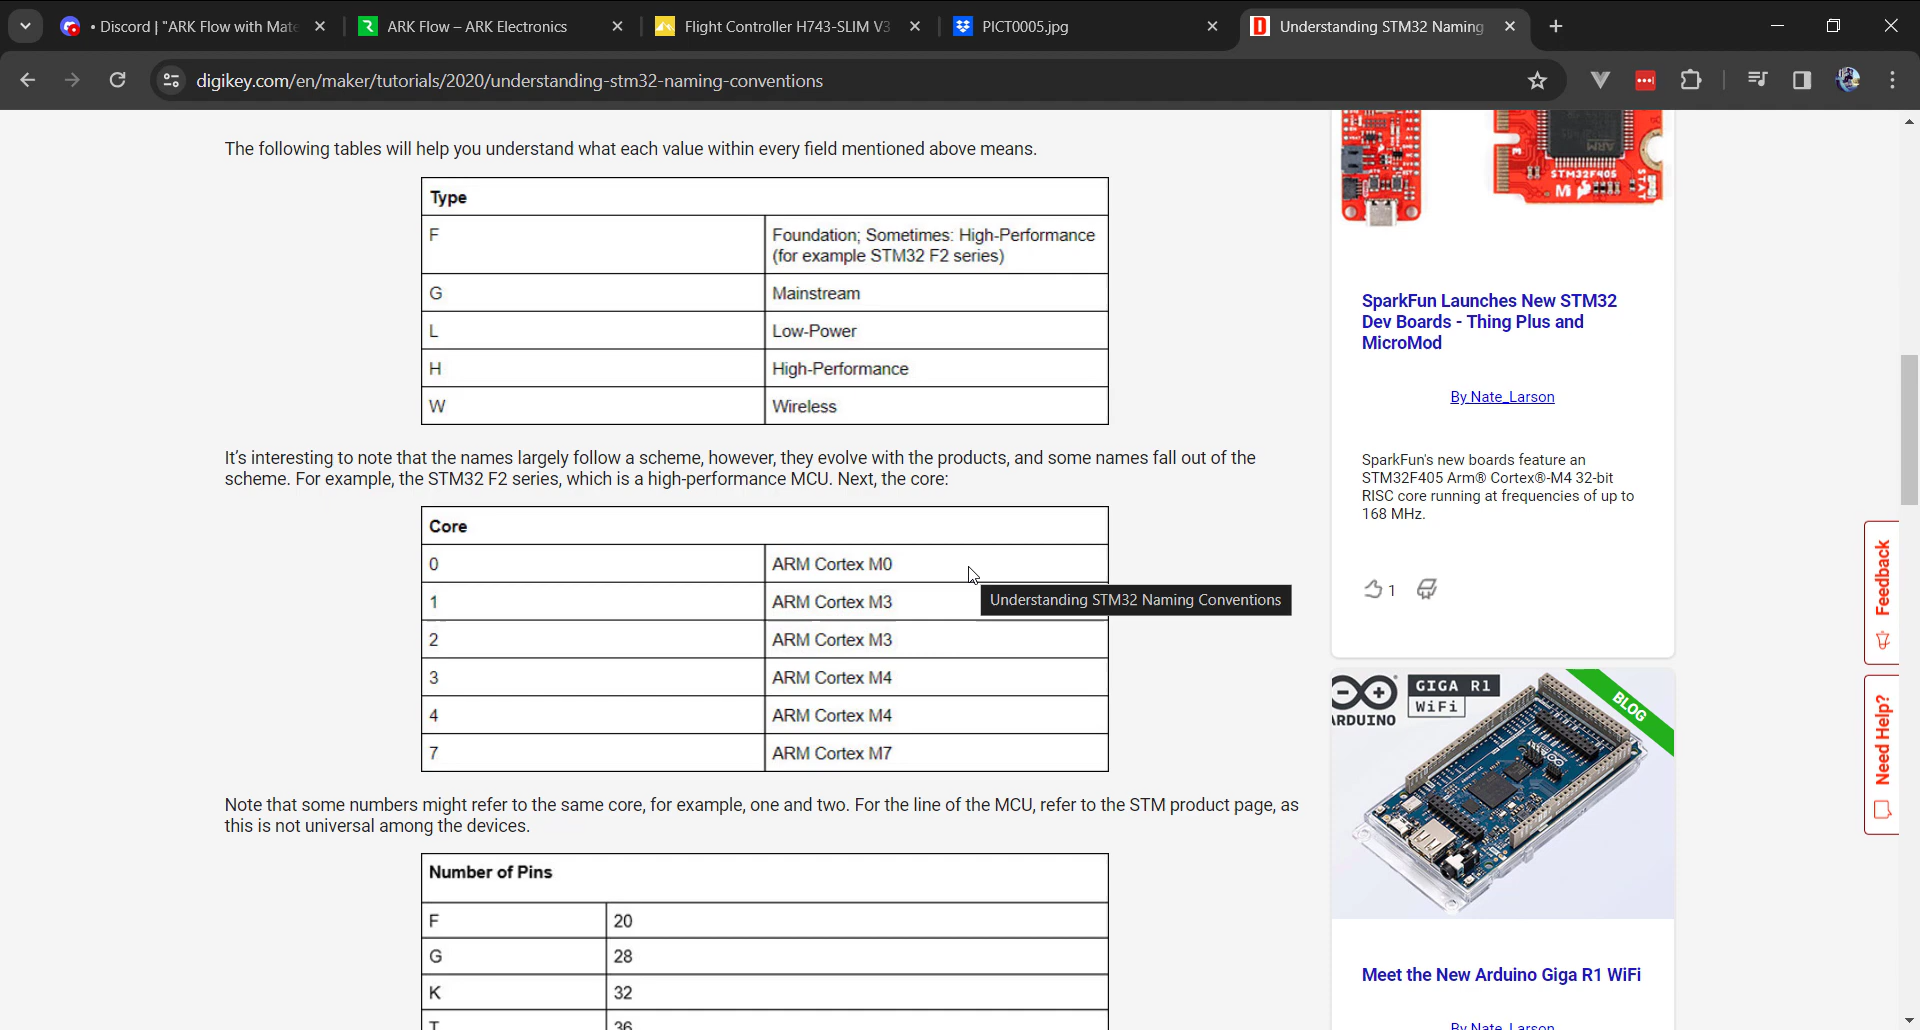 • Discord | "ARK Flow with Mate
ARK Flow – ARK Electronics
Flight Controller H743-SLIM V3
PICT0005.jpg
Understanding STM32 Naming
digikey.com/en/maker/tutorials/2020/understanding-stm32-naming-conventions
The following tables will help you understand what each value within every field mentioned above means.
Type
F Foundation; Sometimes: High-Performance
(for example STM32 F2 series)
G Mainstream
L Low-Power
H High-Performance
W Wireless
It's interesting to note that the names largely follow a scheme, however, they evolve with the products, and some names fall out of the
scheme. For example, the STM32 F2 series, which is a high-performance MCU. Next, the core:
Core
0 ARM Cortex M0
1 ARM Cortex M3
2 ARM Cortex M3
3 ARM Cortex M4
4 ARM Cortex M4
7 ARM Cortex M7
Understanding STM32 Naming Conventions
Note that some numbers might refer to the same core, for example, one and two. For the line of the MCU, refer to the STM product page, as
this is not universal among the devices.
Number of Pins
F 20
G 28
K 32
T 36
ARM
STM32F405
M
STAT
SparkFun Launches New STM32
Dev Boards - Thing Plus and
MicroMod
By Nate_Larson
SparkFun's new boards feature an
STM32F405 Arm® Cortex®-M4 32-bit
RISC core running at frequencies of up to
168 MHz.
1
ARDUINO
GIGA R1
WiFi
BLOG
Meet the New Arduino Giga R1 WiFi
By Nate_Larson
Feedback
Need Help?